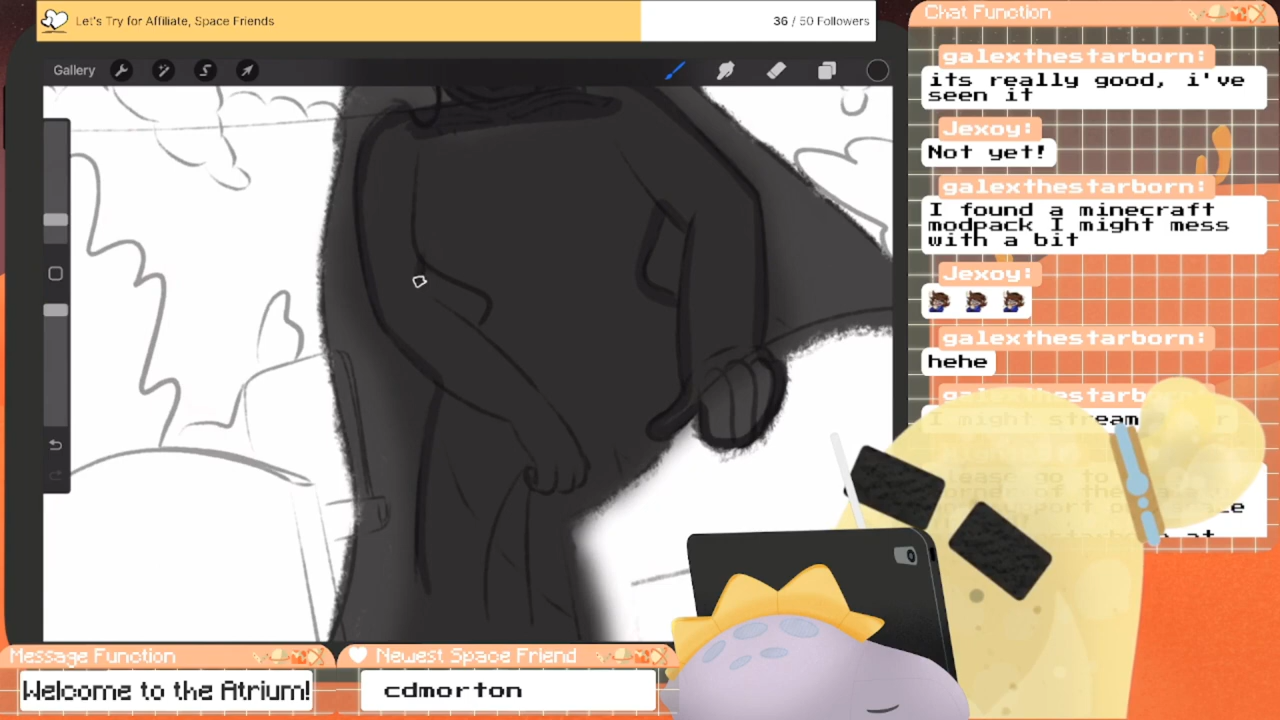 Let's Try for Affiliate, Space Friends
36 / 50 Followers
Gallery
Chat Function
galexthestarborn:
its really good, i've
seen it
Jexoy:
Not yet!
galexthestarborn:
I found a minecraft
modpack I might mess
with a bit
Jexoy:
galexthestarborn:
hehe
I might stream
Message Function
Welcome to the Atrium!
Newest Space Friend
cdmorton